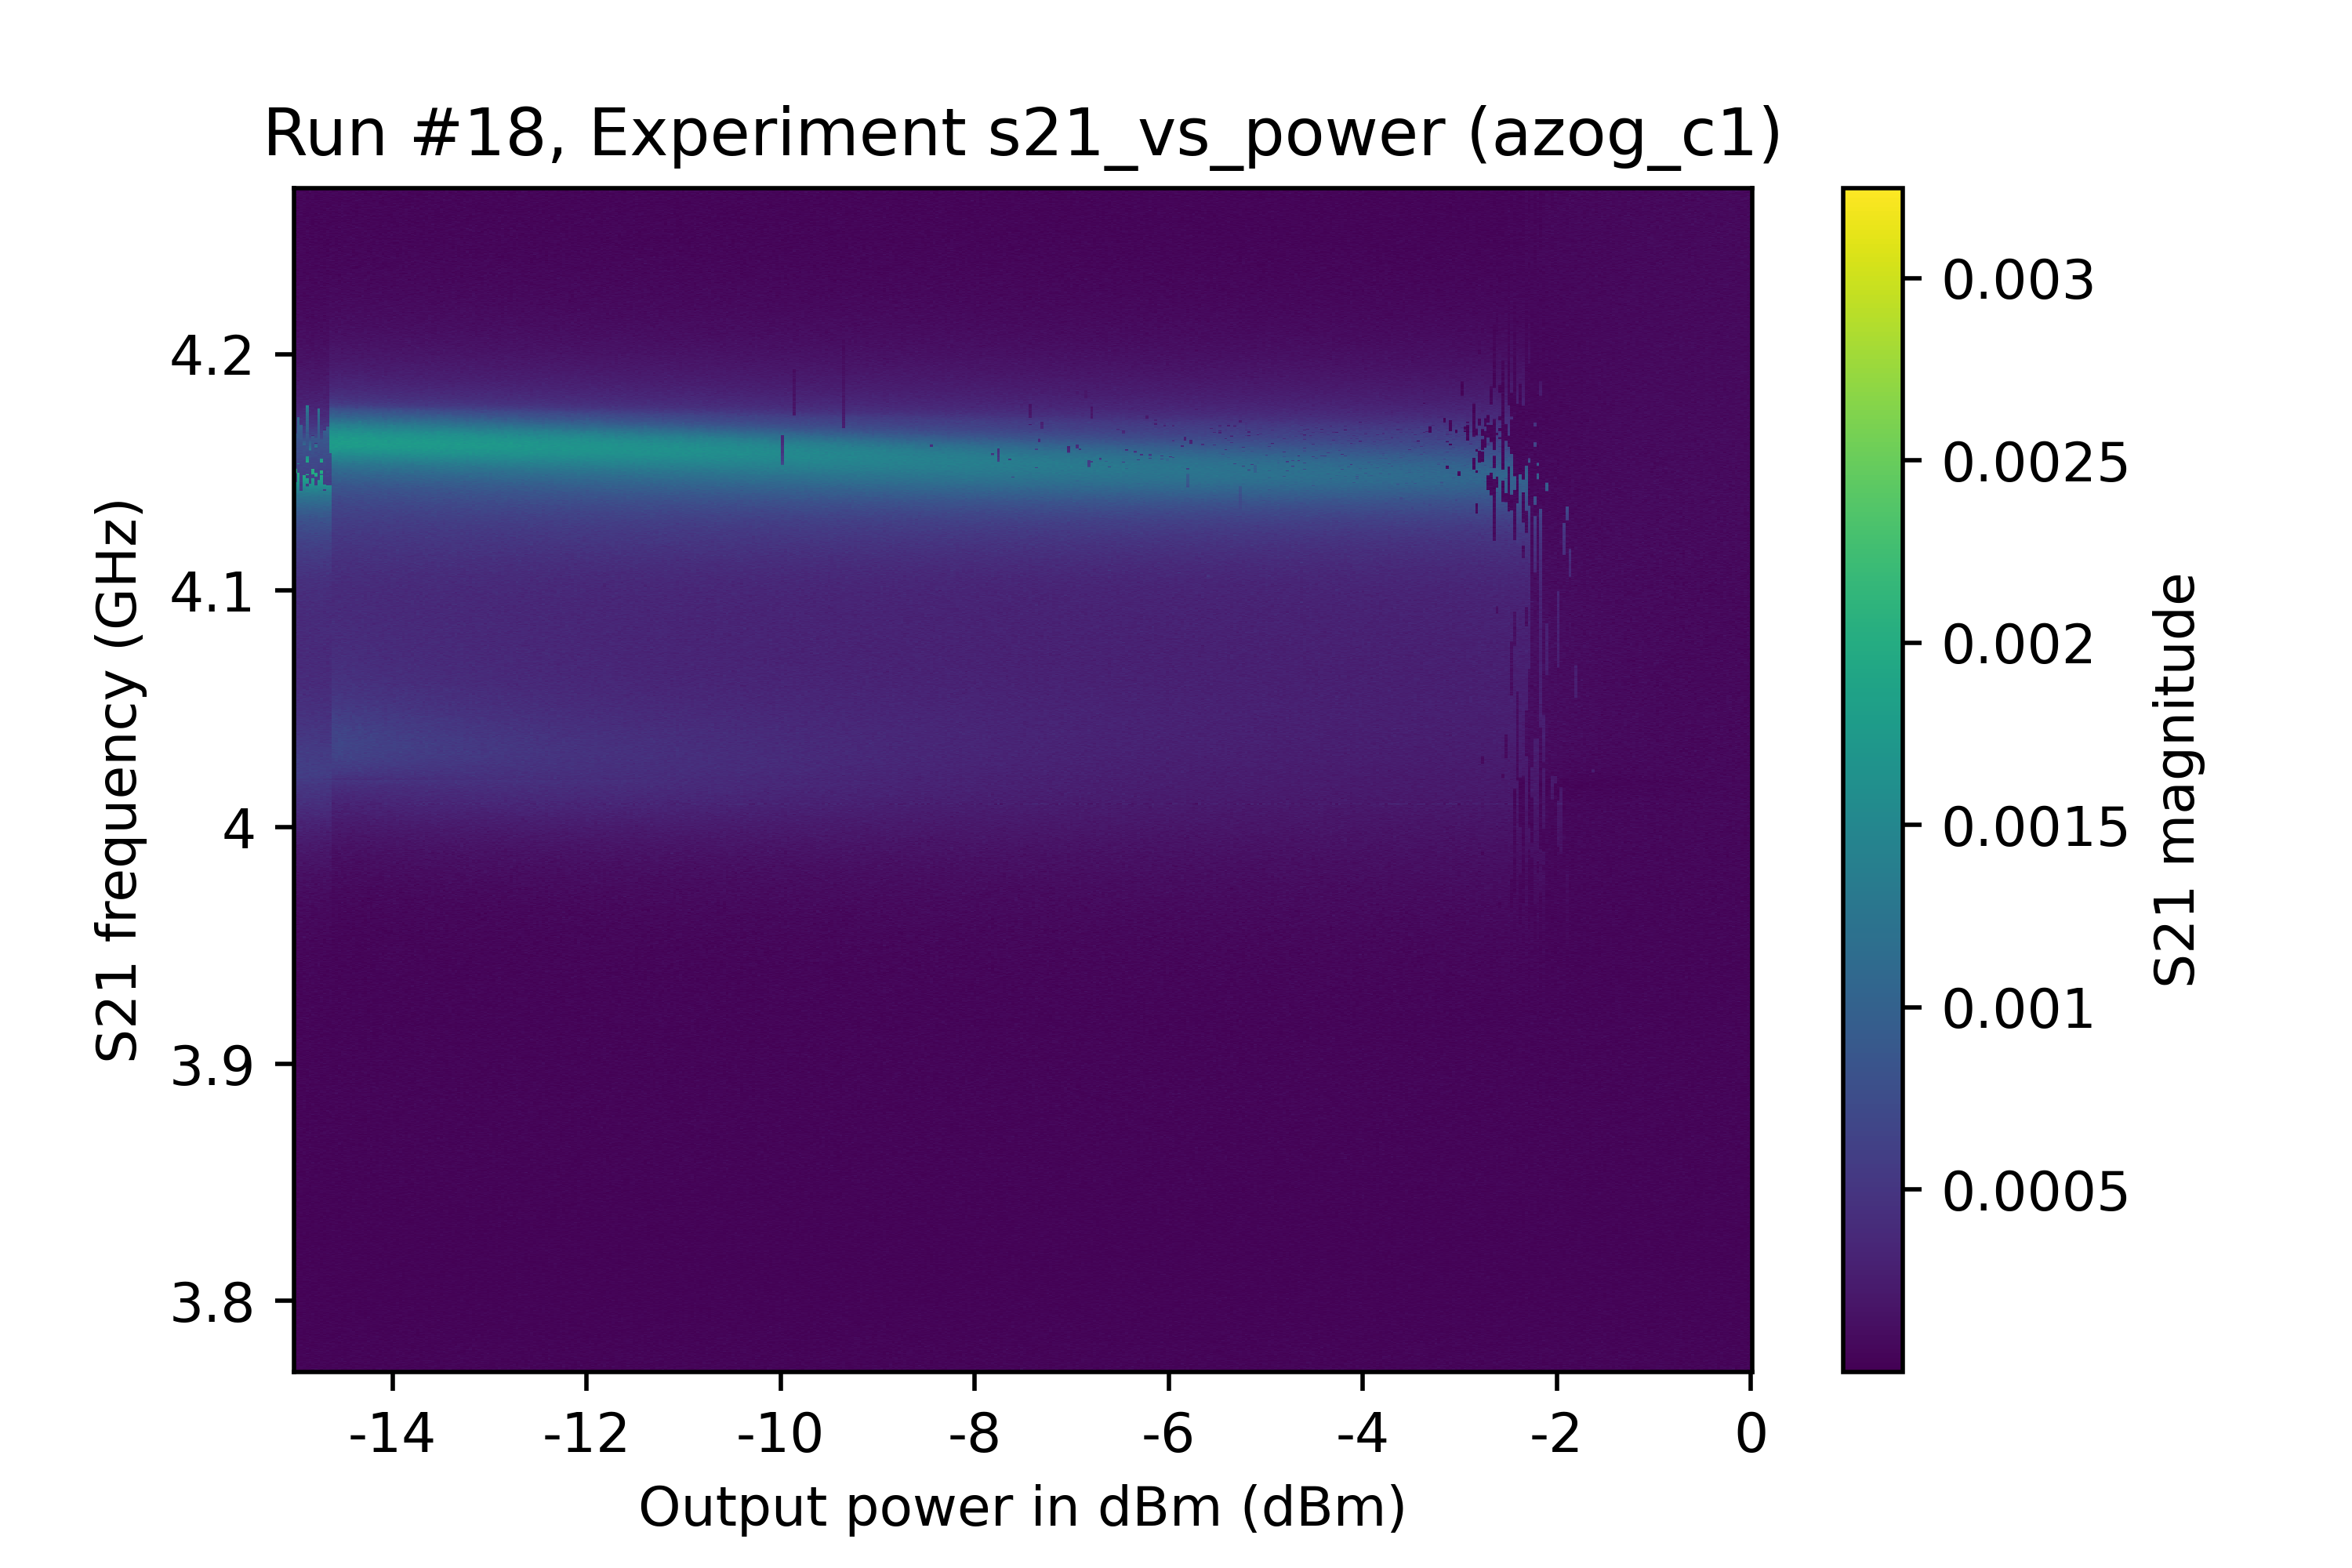 Run #18, Experiment s21_vs_power (azog_c1)
S21 frequency (GHz)
4.2
4.1
4
3.9
3.8
-14 -12 -10 -8 -6 -4 -2 0
Output power in dBm (dBm)
0.003
0.0025
0.002
0.0015
0.001
0.0005
S21 magnitude